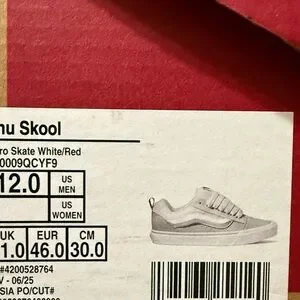 nu Skool
ro Skate White/Red
0009QCYF9
12.0 US MEN
US WOMEN
UK EUR CM
1.0 46.0 30.0
#4200528764
V - 06/25
SIA PO/CUT#